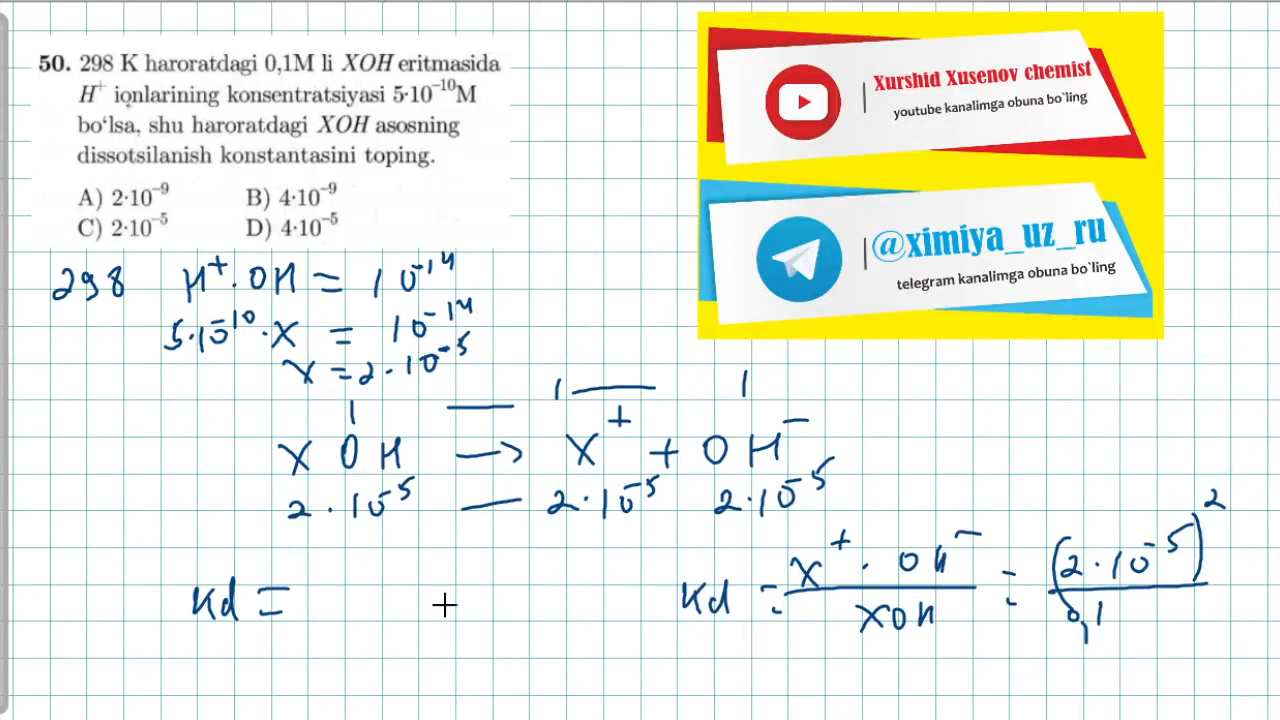 50. 298 K haroratdagi 0,1M li XOH eritmasida
H⁺ ionlarining konsentratsiyasi 5·10⁻¹⁰M
bo‘lsa, shu haroratdagi XOH asosning
dissotsilanish konstantasini toping.
A) 2·10⁻⁹ B) 4·10⁻⁹
C) 2·10⁻⁵ D) 4·10⁻⁵
Xurshid Xusenov chemist
youtube kanalimga obuna bo`ling
@ximiya_uz_ru
telegram kanalimga obuna bo`ling
298 H⁺·OH = 10⁻¹⁴
5·10⁻¹⁰·X = 10⁻¹⁴
X = 2·10⁻⁵
1 — 1 — 1
XOH → X⁺ + OH⁻
2·10⁻⁵ — 2·10⁻⁵ 2·10⁻⁵
Kd =
Kd = X⁺·OH⁻ / XOH = (2·10⁻⁵)² / 0,1